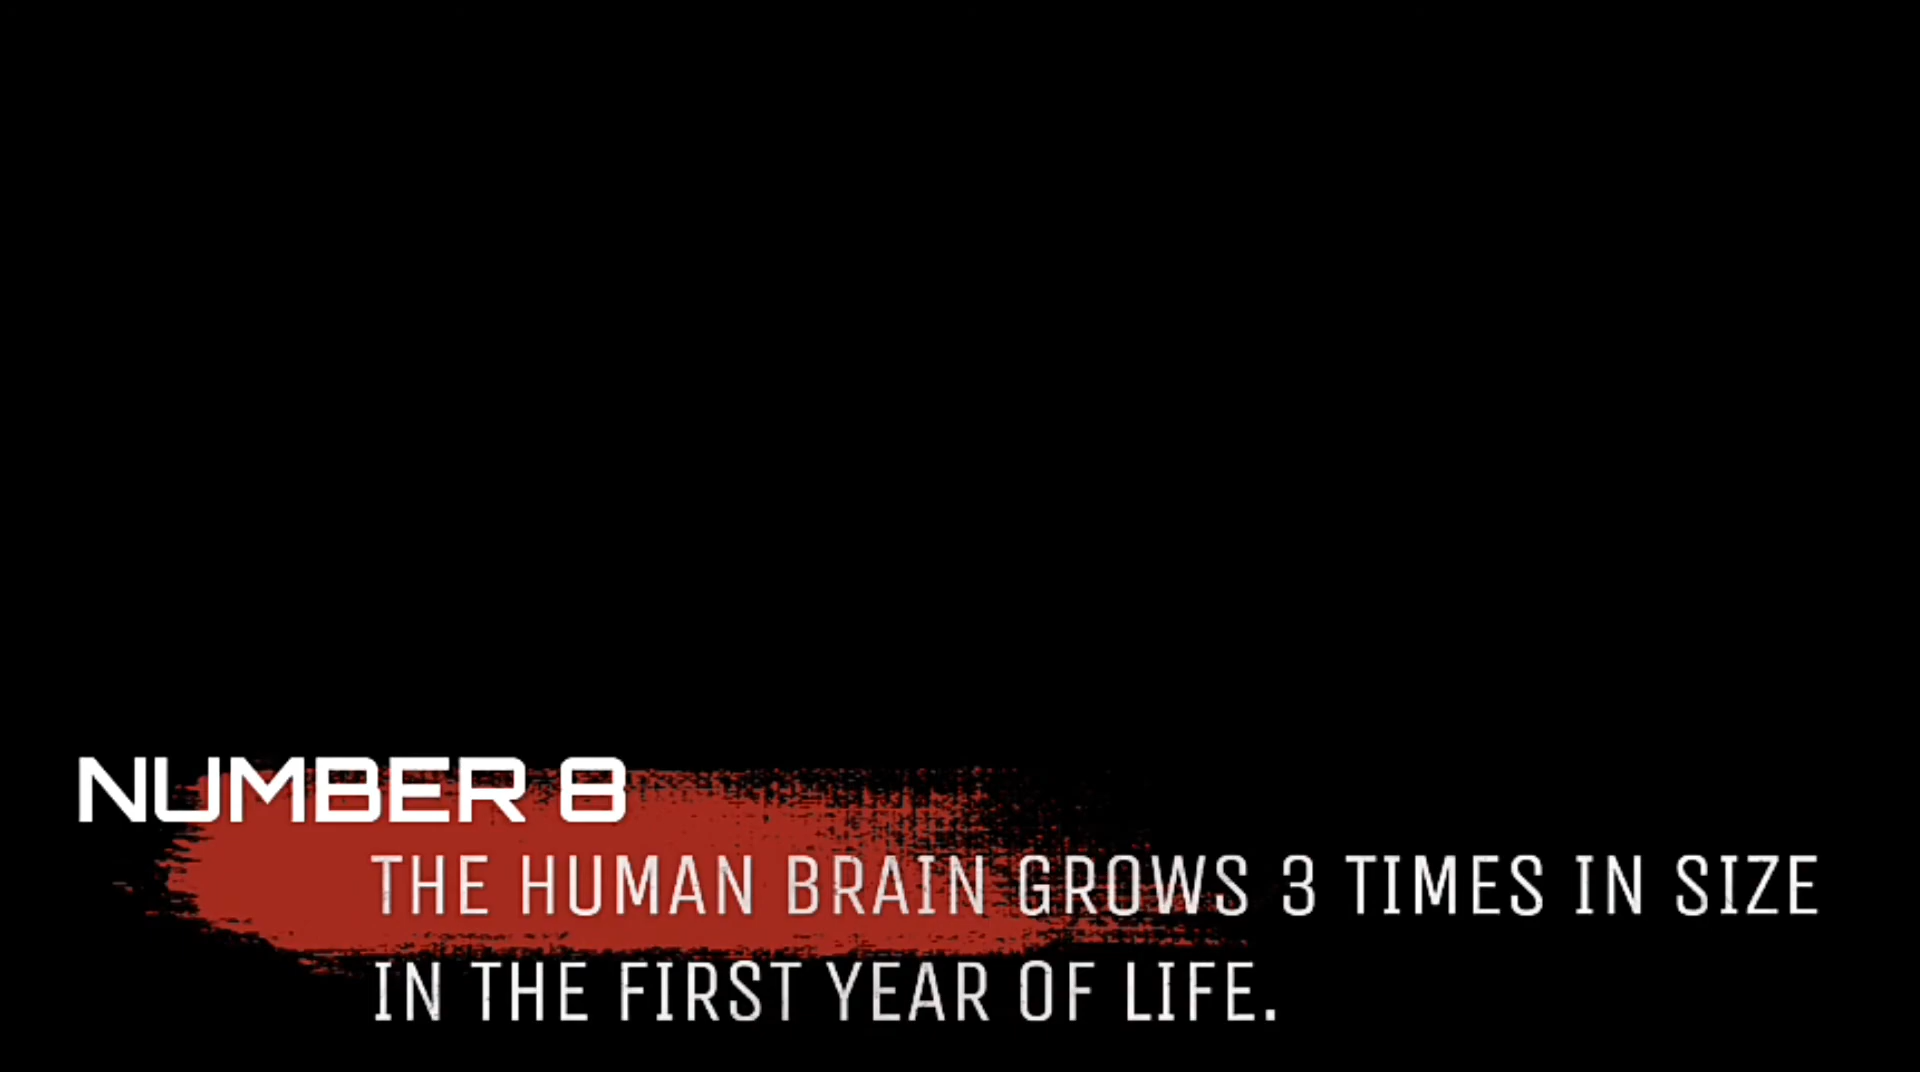 NUMBER 8
THE HUMAN BRAIN GROWS 3 TIMES IN SIZE
IN THE FIRST YEAR OF LIFE.